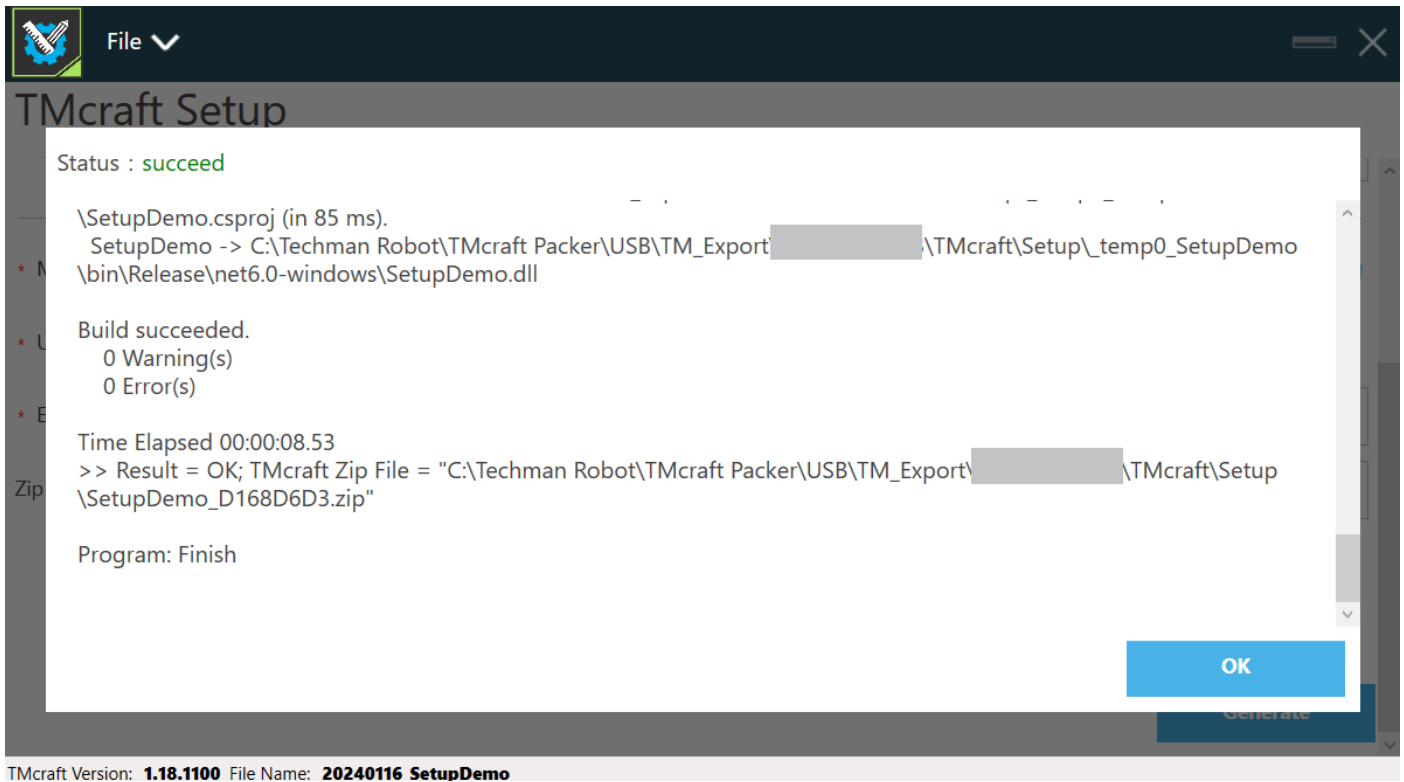 File
TMcraft Setup
Status : succeed
\SetupDemo.csproj (in 85 ms).
SetupDemo -> C:\Techman Robot\TMcraft Packer\USB\TM_Export\ \TMcraft\Setup\_temp0_SetupDemo
\bin\Release\net6.0-windows\SetupDemo.dll
* 
* U
Build succeeded.
0 Warning(s)
0 Error(s)
* E
Time Elapsed 00:00:08.53
>> Result = OK; TMcraft Zip File = "C:\Techman Robot\TMcraft Packer\USB\TM_Export\ \TMcraft\Setup
Zip
\SetupDemo_D168D6D3.zip"
Program: Finish
OK
Generate
TMcraft Version: 1.18.1100 File Name: 20240116_SetupDemo